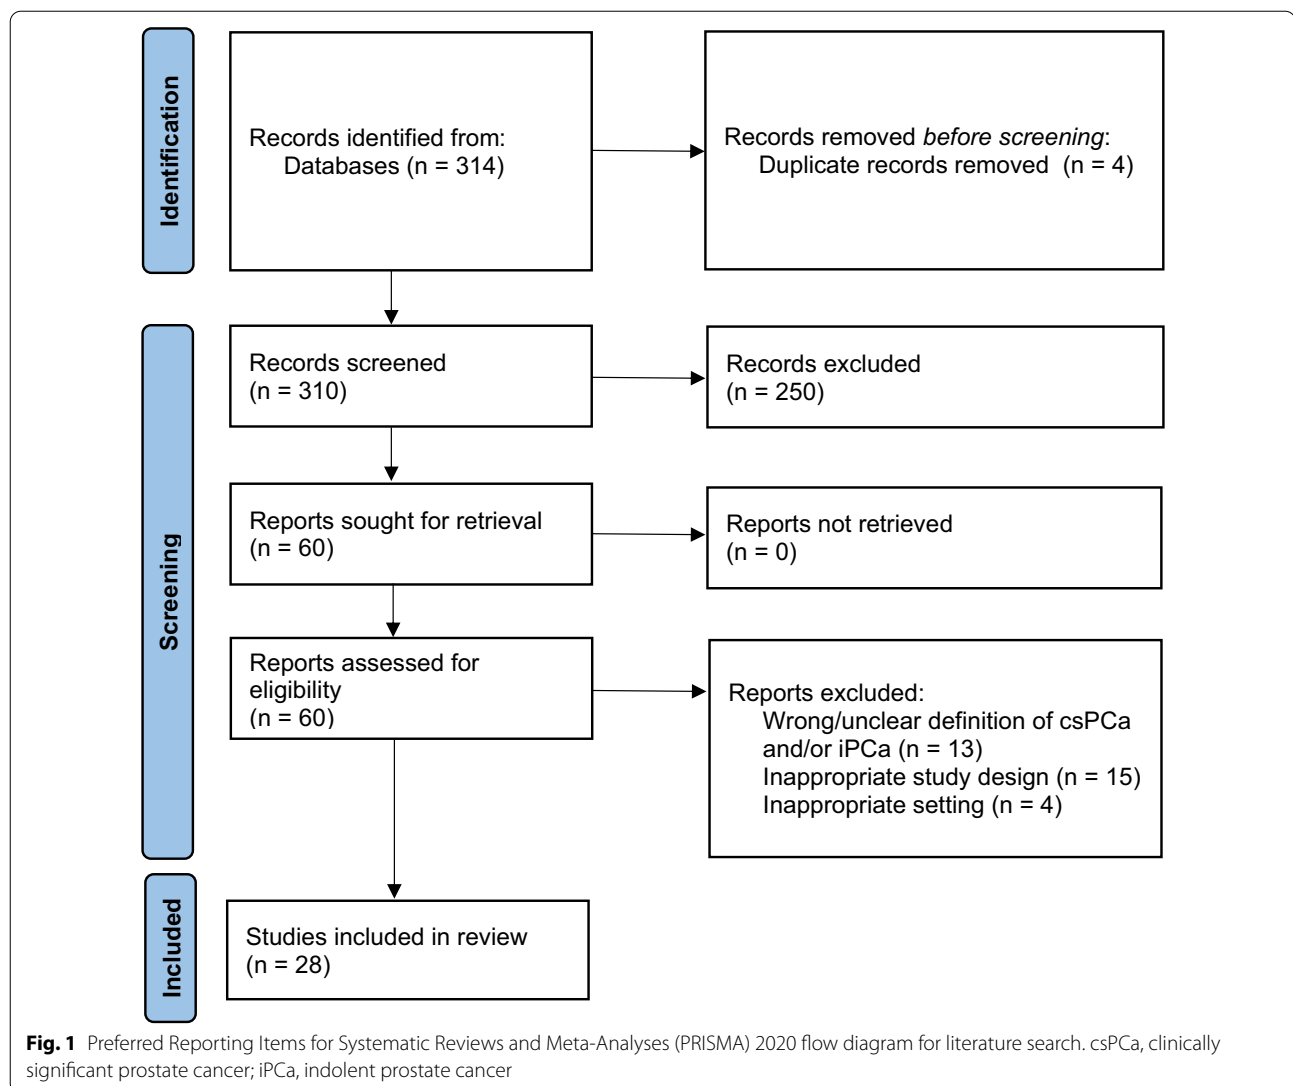 Identification
Records identified from:
Databases (n = 314)
Records removed before screening:
Duplicate records removed (n = 4)
Screening
Records screened
(n = 310)
Records excluded
(n = 250)
Reports sought for retrieval
(n = 60)
Reports not retrieved
(n = 0)
Reports assessed for
eligibility
(n = 60)
Reports excluded:
Wrong/unclear definition of csPCa
and/or iPCa (n = 13)
Inappropriate study design (n = 15)
Inappropriate setting (n = 4)
Included
Studies included in review
(n = 28)
Fig. 1 Preferred Reporting Items for Systematic Reviews and Meta-Analyses (PRISMA) 2020 flow diagram for literature search. csPCa, clinically
significant prostate cancer; iPCa, indolent prostate cancer